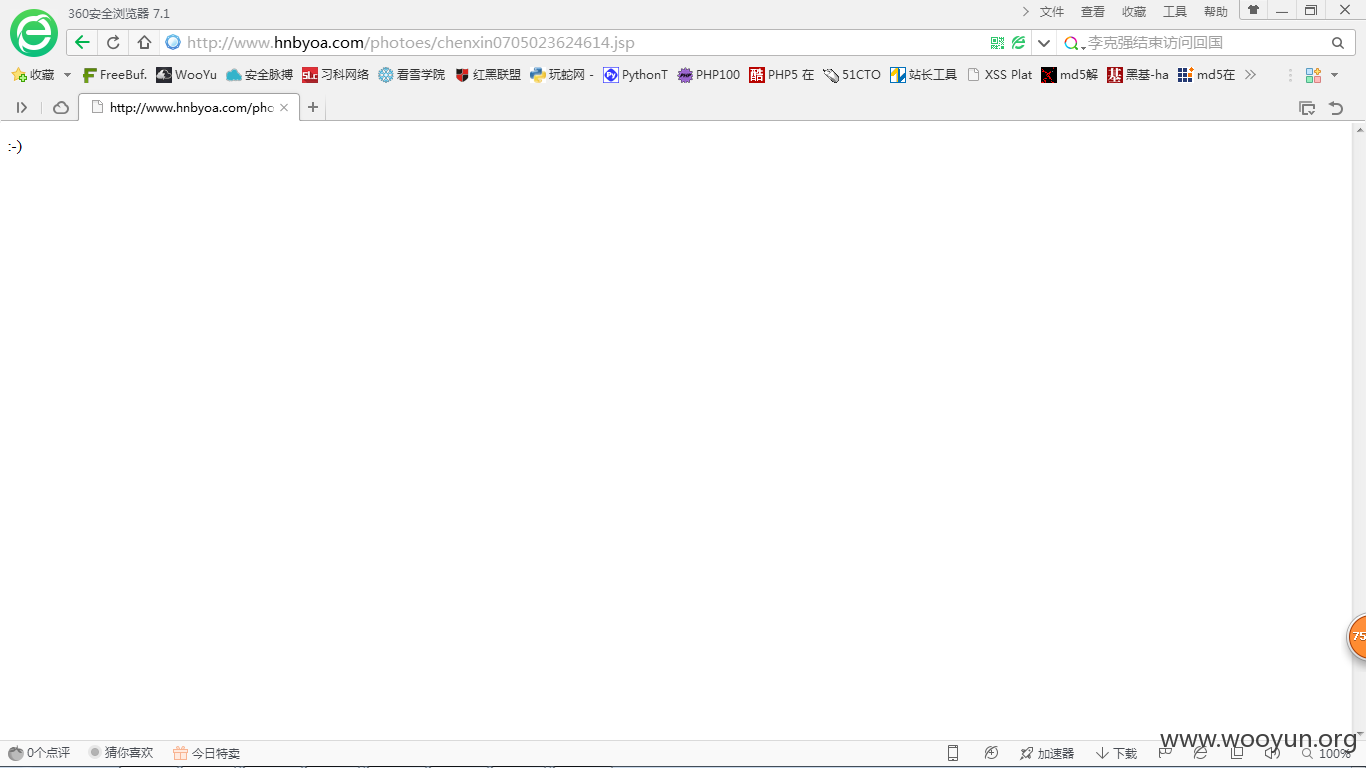 360安全浏览器 7.1
文件 查看 收藏 工具 帮助
http://www.hnbyoa.com/photoes/chenxin0705023624614.jsp 李克强结束访问回国
收藏 FreeBuf. WooYu 安全脉搏 习科网络 看雪学院 红黑联盟 玩蛇网 - PythonT PHP100 PHP5 在 51CTO 站长工具 XSS Plat md5解 黑基-ha md5在
http://www.hnbyoa.com/pho
:-)
75
www.wooyun.org
0个点评 猜你喜欢 今日特卖 加速器 下载 100%